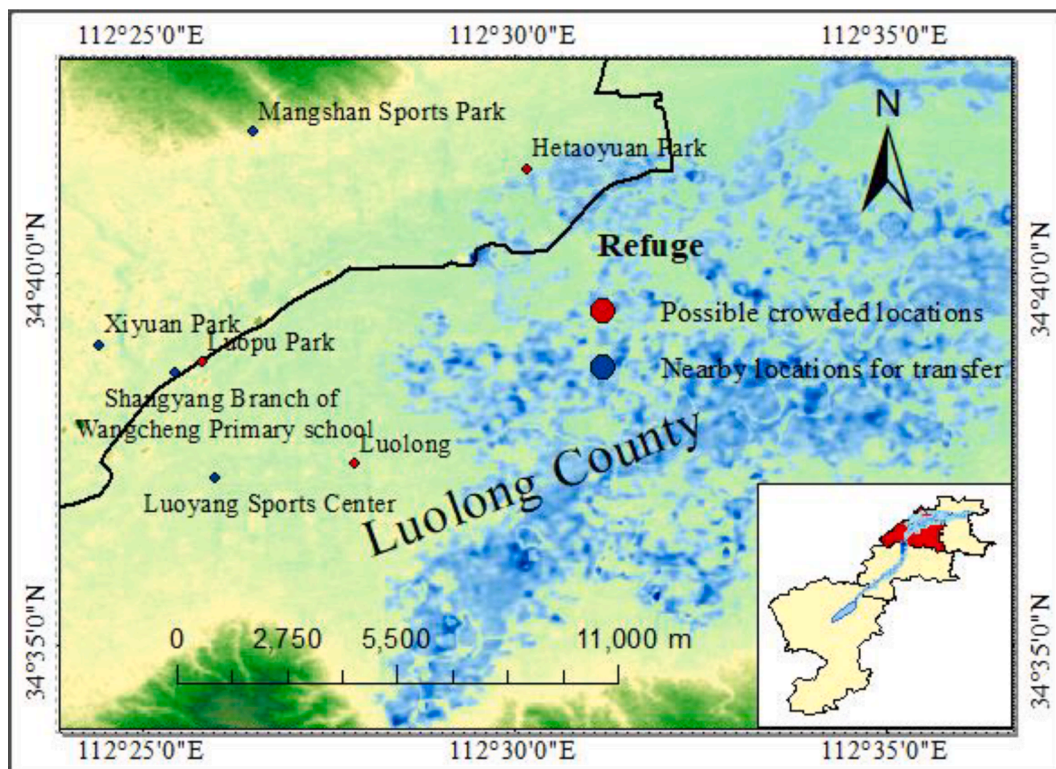 112°25'0"E 112°30'0"E 112°35'0"E
Mangshan Sports Park
N
Hetaoyuan Park
Refuge
34°40'0"N 34°40'0"N
Possible crowded locations
Xiyuan Park
Luopu Park
Nearby locations for transfer
Shangyang Branch of
Wangcheng Primary school
Luolong
Luolong County
Luoyang Sports Center
0 2,750 5,500 11,000 m
34°35'0"N 34°35'0"N
112°25'0"E 112°30'0"E 112°35'0"E